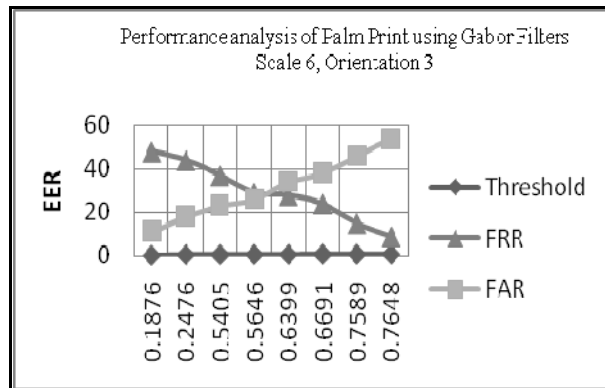 Performance analysis of Palm Print using Gabor Filters
Scale 6, Orientation 3
60
40
20
0
EER
0.1876
0.2476
0.5405
0.5646
0.6399
0.6691
0.7589
0.7648
Threshold
FRR
FAR